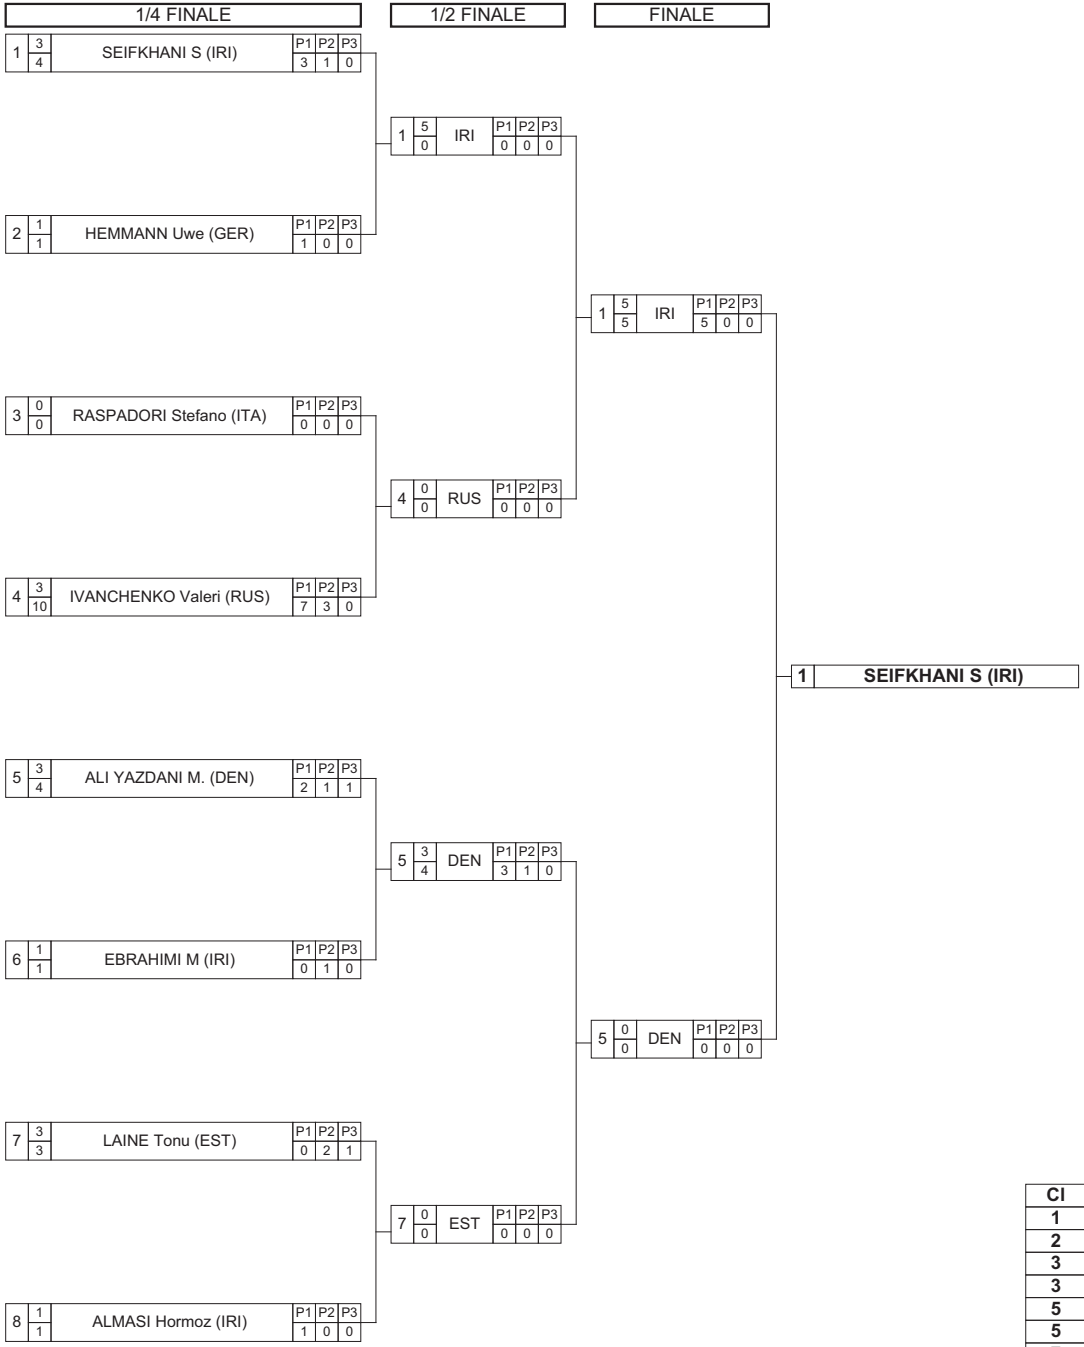 1/4 FINALE 1/2 FINALE FINALE
1 3 4 SEIFKHANI S (IRI) P1 P2 P3 3 1 0
1 5 0 IRI P1 P2 P3 0 0 0
2 1 1 HEMMANN Uwe (GER) P1 P2 P3 1 0 0
1 5 5 IRI P1 P2 P3 5 0 0
3 0 0 RASPADORI Stefano (ITA) P1 P2 P3 0 0 0
4 0 0 RUS P1 P2 P3 0 0 0
4 3 10 IVANCHENKO Valeri (RUS) P1 P2 P3 7 3 0
1 SEIFKHANI S (IRI)
5 3 4 ALI YAZDANI M. (DEN) P1 P2 P3 2 1 1
5 3 4 DEN P1 P2 P3 3 1 0
6 1 1 EBRAHIMI M (IRI) P1 P2 P3 0 1 0
5 0 0 DEN P1 P2 P3 0 0 0
7 3 3 LAINE Tonu (EST) P1 P2 P3 0 2 1
7 0 0 EST P1 P2 P3 0 0 0
8 1 1 ALMASI Hormoz (IRI) P1 P2 P3 1 0 0
Cl
1
2
3
3
5
5